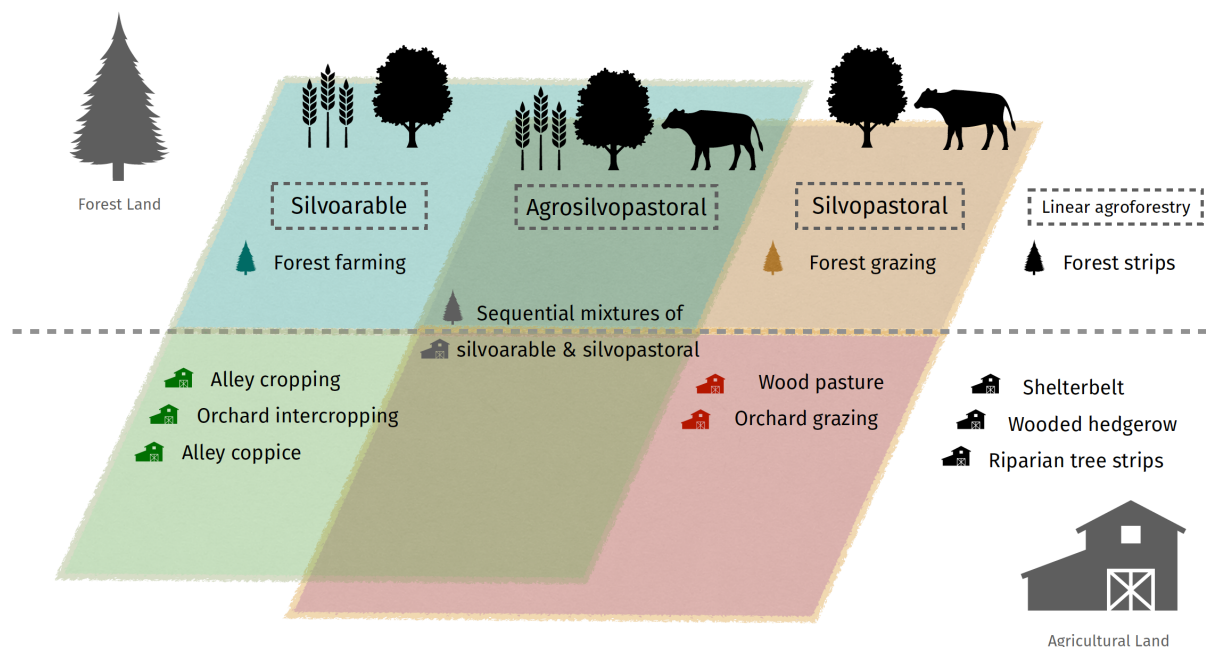 Forest Land
Silvoarable
Agrosilvopastoral
Silvopastoral
Linear agroforestry
Forest farming
Forest grazing
Forest strips
Sequential mixtures of
silvoarable & silvopastoral
Alley cropping
Orchard intercropping
Alley coppice
Wood pasture
Orchard grazing
Shelterbelt
Wooded hedgerow
Riparian tree strips
Agricultural Land